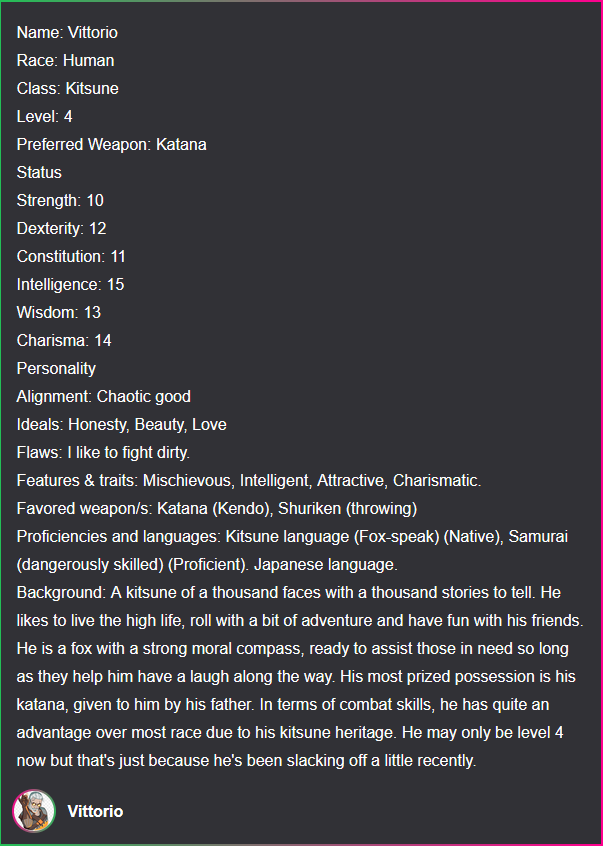 Name: Vittorio
Race: Human
Class: Kitsune
Level: 4
Preferred Weapon: Katana
Status
Strength: 10
Dexterity: 12
Constitution: 11
Intelligence: 15
Wisdom: 13
Charisma: 14
Personality
Alignment: Chaotic good
Ideals: Honesty, Beauty, Love
Flaws: I like to fight dirty.
Features & traits: Mischievous, Intelligent, Attractive, Charismatic.
Favored weapon/s: Katana (Kendo), Shuriken (throwing)
Proficiencies and languages: Kitsune language (Fox-speak) (Native), Samurai
(dangerously skilled) (Proficient). Japanese language.
Background: A kitsune of a thousand faces with a thousand stories to tell. He
likes to live the high life, roll with a bit of adventure and have fun with his friends.
He is a fox with a strong moral compass, ready to assist those in need so long
as they help him have a laugh along the way. His most prized possession is his
katana, given to him by his father. In terms of combat skills, he has quite an
advantage over most race due to his kitsune heritage. He may only be level 4
now but that's just because he's been slacking off a little recently.
Vittorio